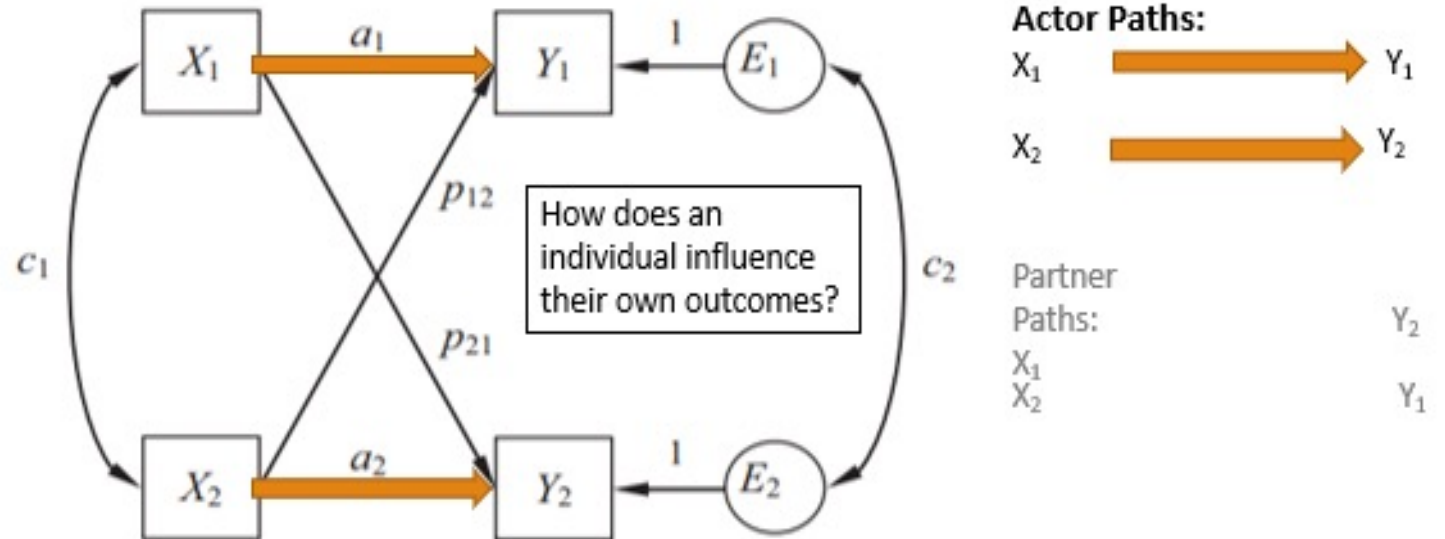 X₁
a₁
Y₁
1
E₁
p₁₂
How does an
individual influence
their own outcomes?
c₁
c₂
p₂₁
X₂
a₂
Y₂
1
E₂
Actor Paths:
X₁ Y₁
X₂ Y₂
Partner
Paths: Y₂
X₁
X₂ Y₁